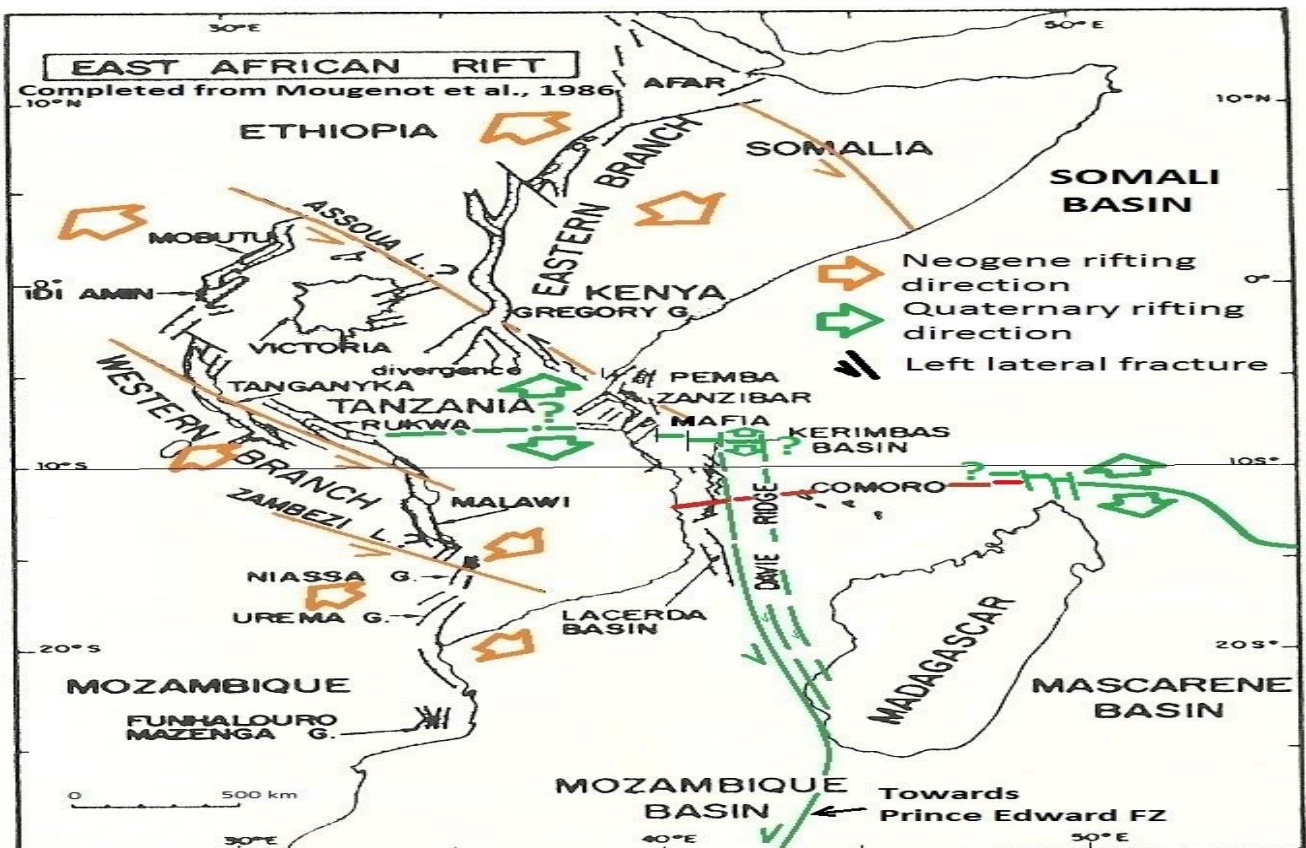 30°E
50°E
EAST AFRICAN RIFT
Completed from Mougenot et al., 1986
AFAR
10°N
10°N
ETHIOPIA
EASTERN BRANCH
SOMALIA
SOMALI
BASIN
ASSOUA L.?
MOBUTU
Neogene rifting
direction
0°
0°
IDI AMIN
KENYA
GREGORY G.
Quaternary rifting
direction
VICTORIA
Left lateral fracture
divergence
PEMBA
WESTERN BRANCH
TANGANYKA
ZANZIBAR
TANZANIA ?
MAFIA
RUKWA
KERIMBAS
BASIN
?
10°S
10°S
?
COMORO
ZAMBEZI L.?
MALAWI
DAVIE RIDGE
NIASSA G.
UREMA G.
LACERDA
BASIN
MADAGASCAR
20°S
20°S
MOZAMBIQUE
MASCARENE
BASIN
FUNHALOURO
MAZENGA G.
MOZAMBIQUE
BASIN
Towards
Prince Edward FZ
0 500 km
30°E
40°E
50°E